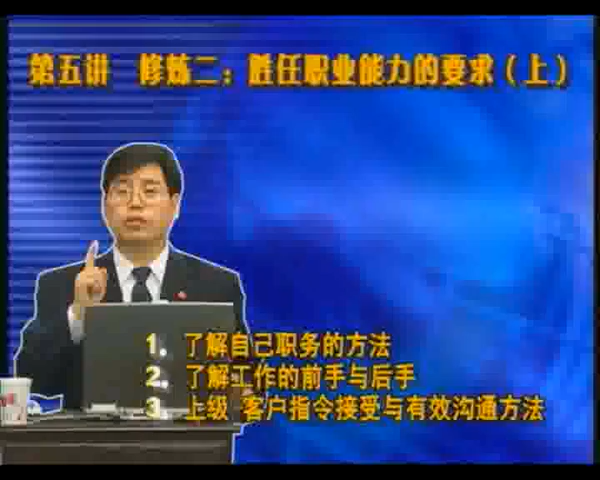 第五讲 修炼二：胜任职业能力的要求（上）
1. 了解自己职务的方法
2. 了解工作的前手与后手
3. 上级 客户指令接受与有效沟通方法